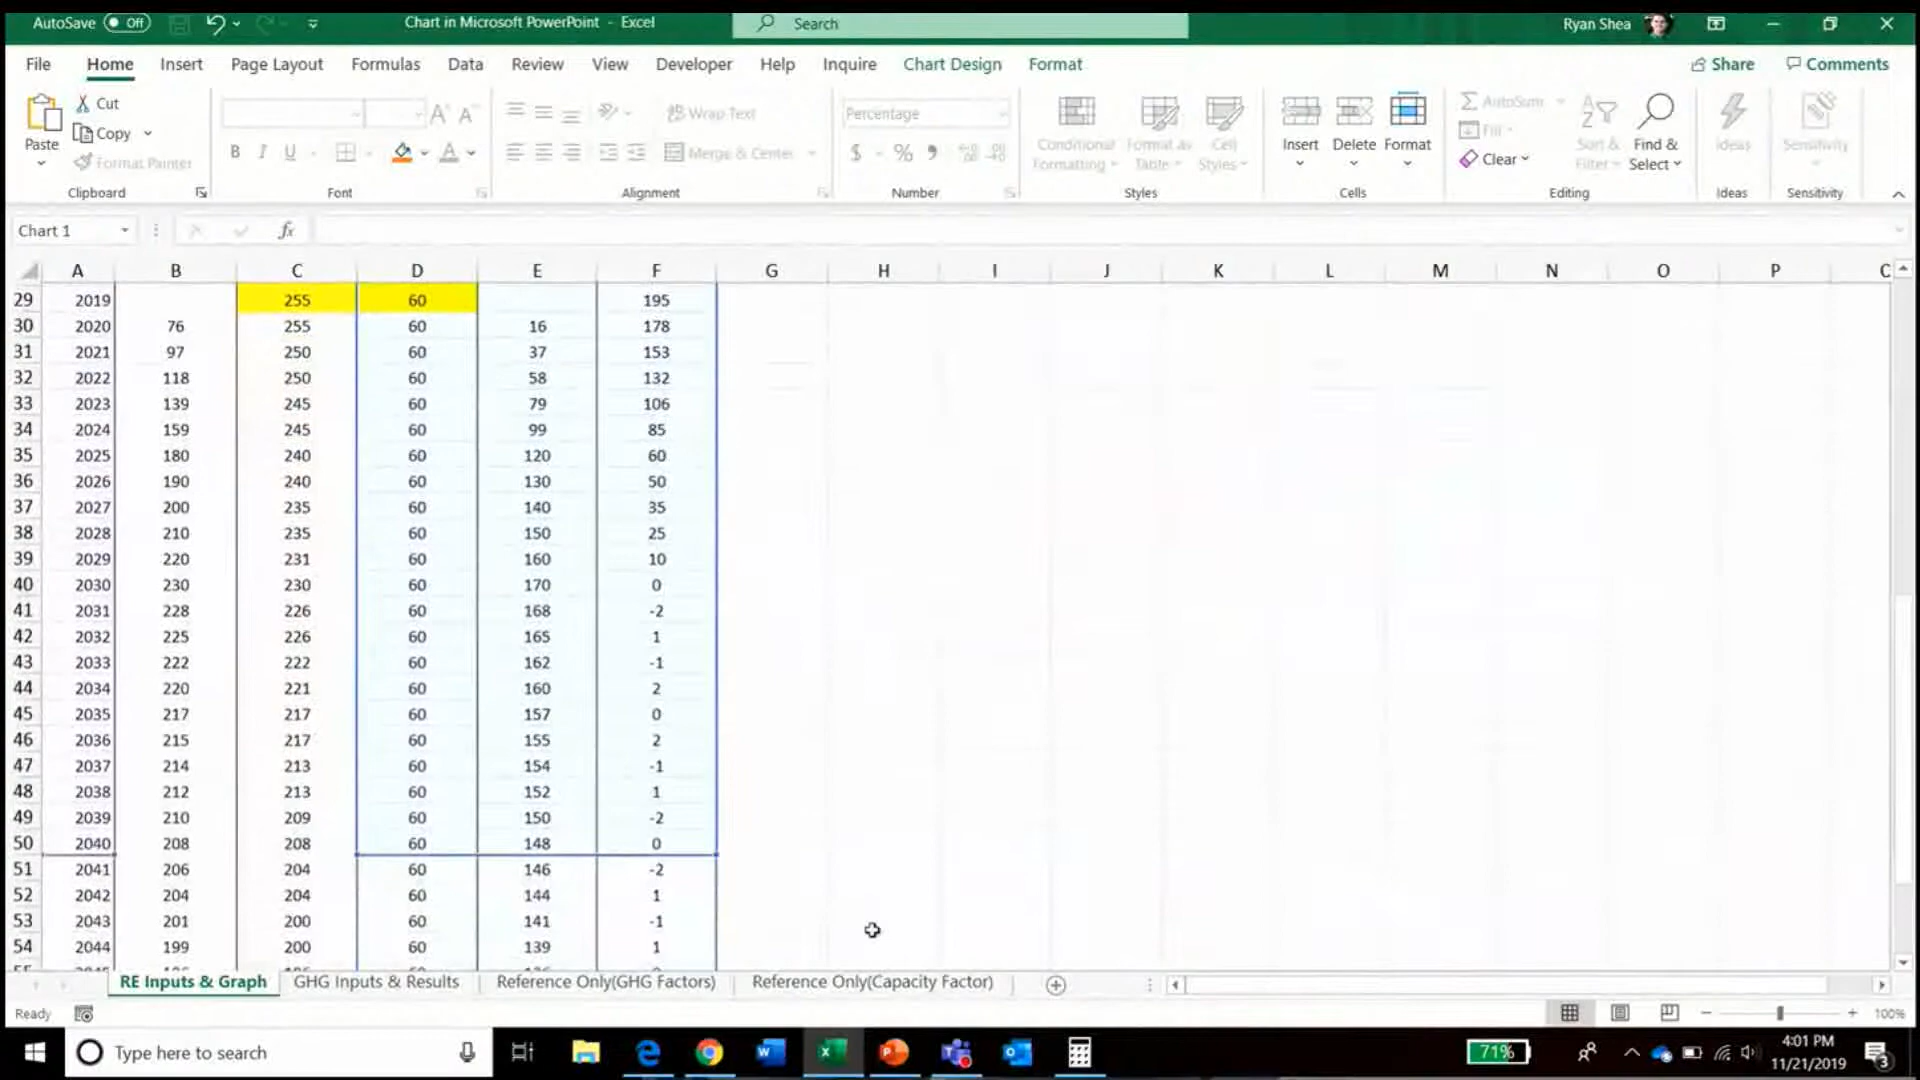 AutoSave Off Chart in Microsoft PowerPoint - Excel Search Ryan Shea
File Home Insert Page Layout Formulas Data Review View Developer Help Inquire Chart Design Format Share Comments
Paste Cut Copy Format Painter Clipboard
A A B I U A Font
Wrap Text Merge & Center Alignment
Percentage $ % Number
Conditional Formatting Format as Table Cell Styles Styles
Insert Delete Format Cells
AutoSum Fill Clear Sort & Filter Find & Select Editing
Ideas Ideas Sensitivity Sensitivity
Chart 1 fx
A B C D E F G H I J K L M N O P
29 2019 255 60 195
30 2020 76 255 60 16 178
31 2021 97 250 60 37 153
32 2022 118 250 60 58 132
33 2023 139 245 60 79 106
34 2024 159 245 60 99 85
35 2025 180 240 60 120 60
36 2026 190 240 60 130 50
37 2027 200 235 60 140 35
38 2028 210 235 60 150 25
39 2029 220 231 60 160 10
40 2030 230 230 60 170 0
41 2031 228 226 60 168 -2
42 2032 225 226 60 165 1
43 2033 222 222 60 162 -1
44 2034 220 221 60 160 2
45 2035 217 217 60 157 0
46 2036 215 217 60 155 2
47 2037 214 213 60 154 -1
48 2038 212 213 60 152 1
49 2039 210 209 60 150 -2
50 2040 208 208 60 148 0
51 2041 206 204 60 146 -2
52 2042 204 204 60 144 1
53 2043 201 200 60 141 -1
54 2044 199 200 60 139 1
RE Inputs & Graph GHG Inputs & Results Reference Only(GHG Factors) Reference Only(Capacity Factor)
Ready 100%
Type here to search 71% 4:01 PM
11/21/2019 3